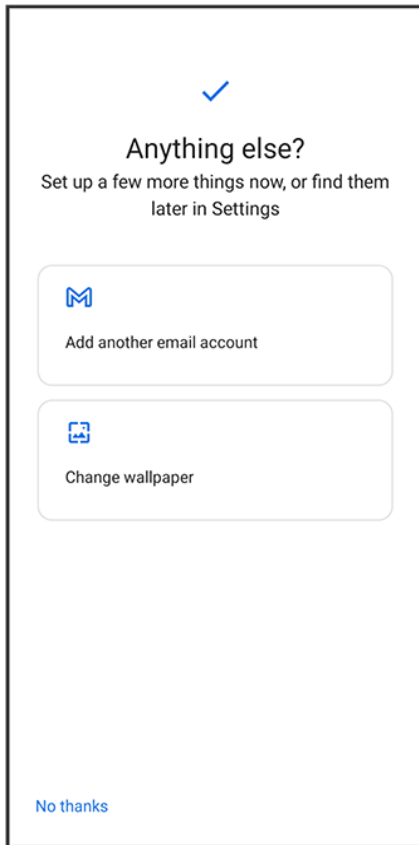 Anything else?
Set up a few more things now, or find them
later in Settings
Add another email account
Change wallpaper
No thanks